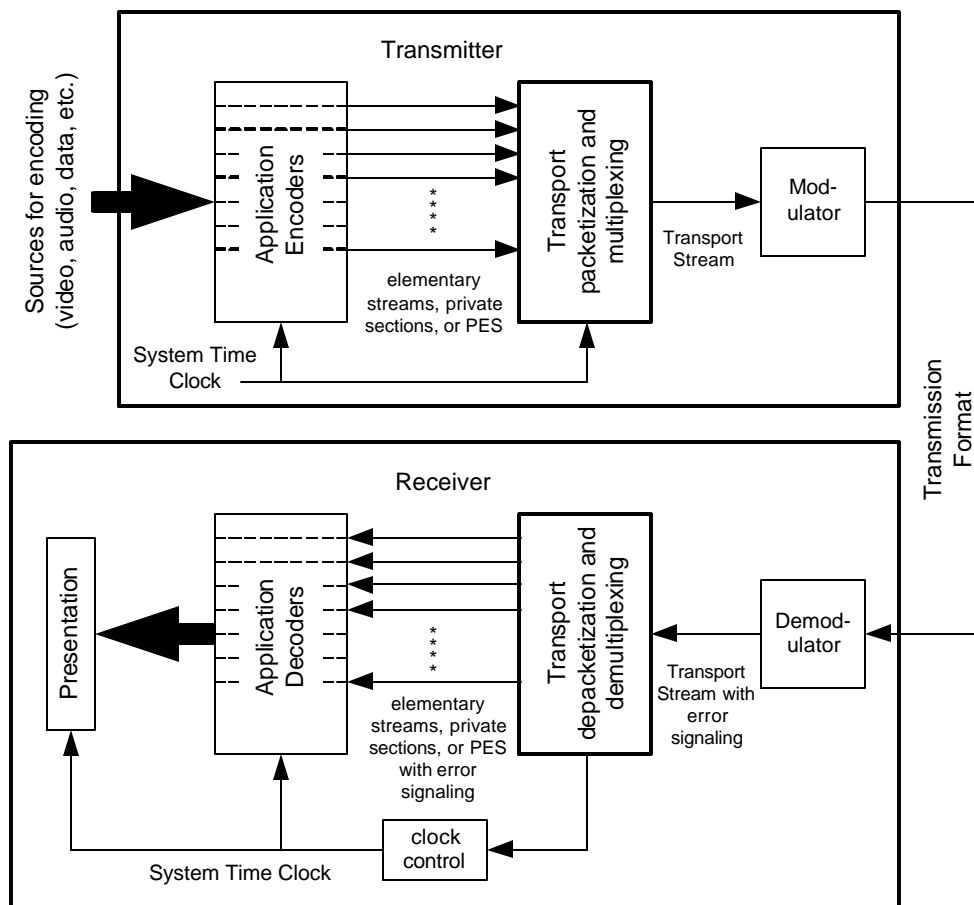 Transmitter
Sources for encoding
(video, audio, data, etc.)
Application
Encoders
* * * *
elementary
streams, private
sections, or PES
Transport
packetization and
multiplexing
Transport
Stream
Mod-
ulator
System Time
Clock
Transmission
Format
Receiver
Presentation
Application
Decoders
* * * *
elementary
streams, private
sections, or PES
with error
signaling
Transport
depacketization and
demultiplexing
Transport
Stream with
error
signaling
Demod-
ulator
clock
control
System Time Clock